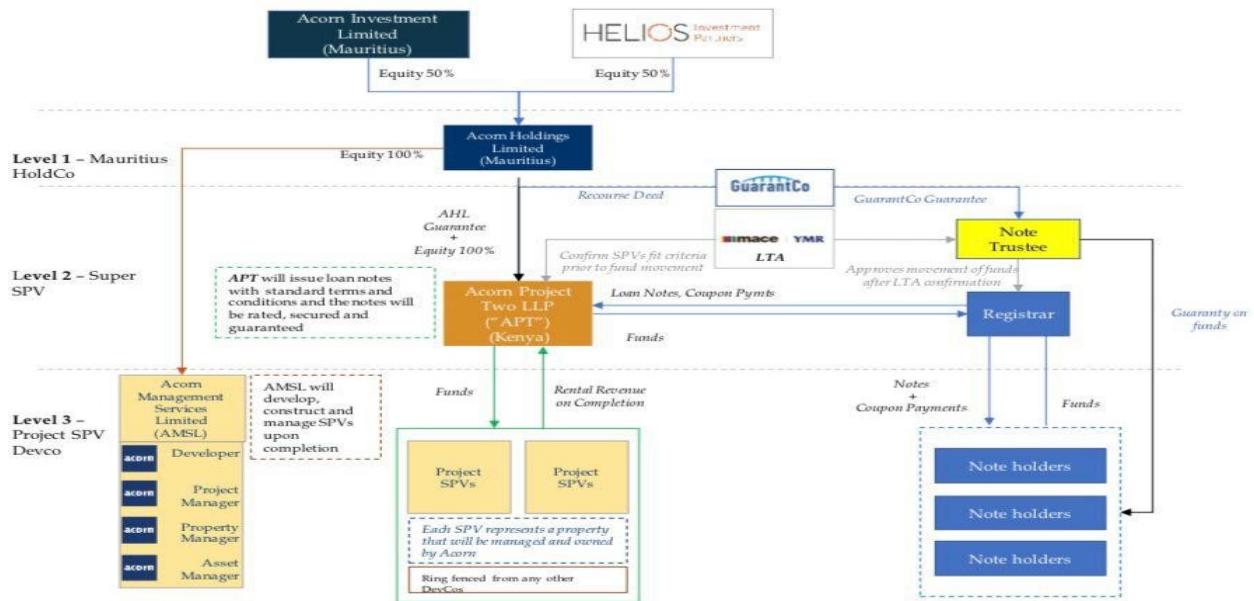 Acorn Investment
Limited
(Mauritius)
HELIOS Investment
Partners
Equity 50%
Equity 50%
Level 1 – Mauritius
HoldCo
Equity 100%
Acorn Holdings
Limited
(Mauritius)
Recourse Deed
GuarantCo
GuarantCo Guarantee
AHL
Guarantee
+
Equity 100%
mace YMR
LTA
Note
Trustee
Confirm SPVs fit criteria
prior to fund movement
Approves movement of funds
after LTA confirmation
Level 2 – Super
SPV
APT will issue loan notes
with standard terms and
conditions and the notes will
be rated, secured and
guaranteed
Acorn Project
Two LLP
("APT")
(Kenya)
Loan Notes, Coupon Pymts
Funds
Registrar
Guaranty on
funds
Level 3 –
Project SPV
Devco
Acorn
Management
Services
Limited
(AMSL)
acorn Developer
acorn Project
Manager
acorn Property
Manager
acorn Asset
Manager
AMSL will
develop,
construct and
manage SPVs
upon
completion
Funds
Rental Revenue
on Completion
Project
SPVs
Project
SPVs
Each SPV represents a property
that will be managed and owned
by Acorn
Ring fenced from any other
DevCos
Notes
+
Coupon Payments
Funds
Note holders
Note holders
Note holders